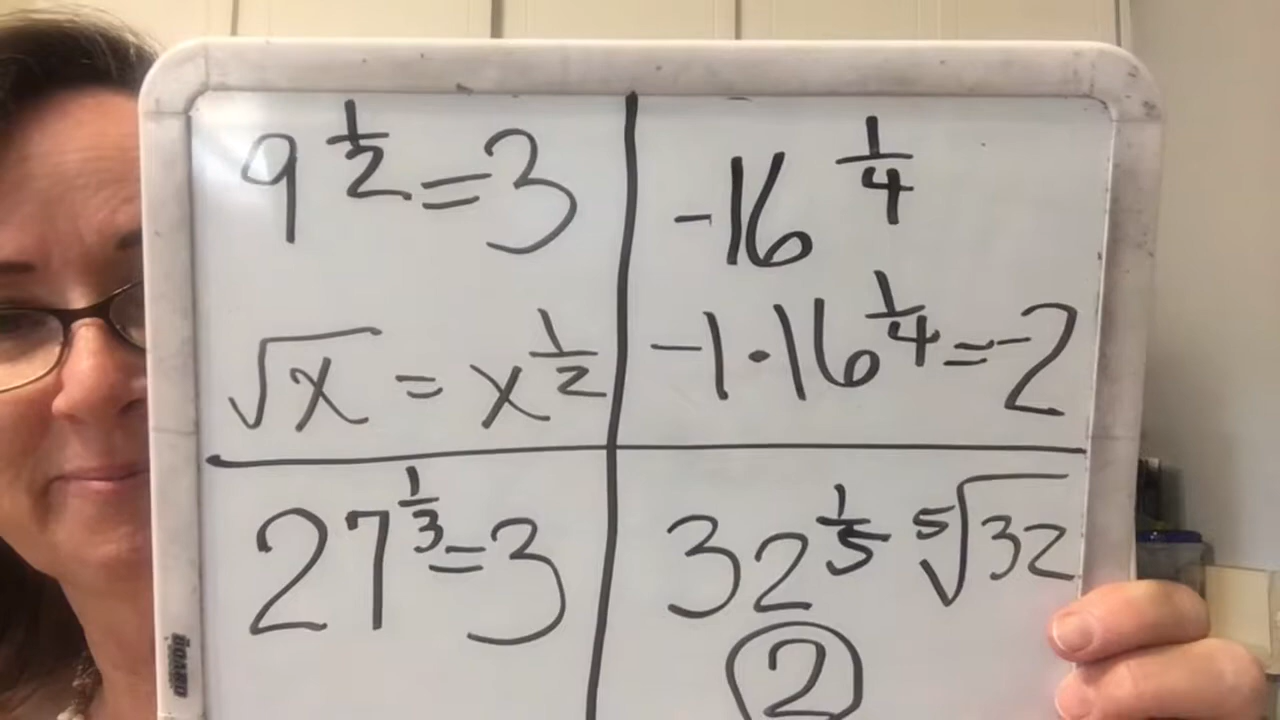 9^{1/2} = 3
√x = x^{1/2}
-16^{1/4}
-1·16^{1/4} = -2
27^{1/3} = 3
32^{1/5} ⁵√32
2
BOARD